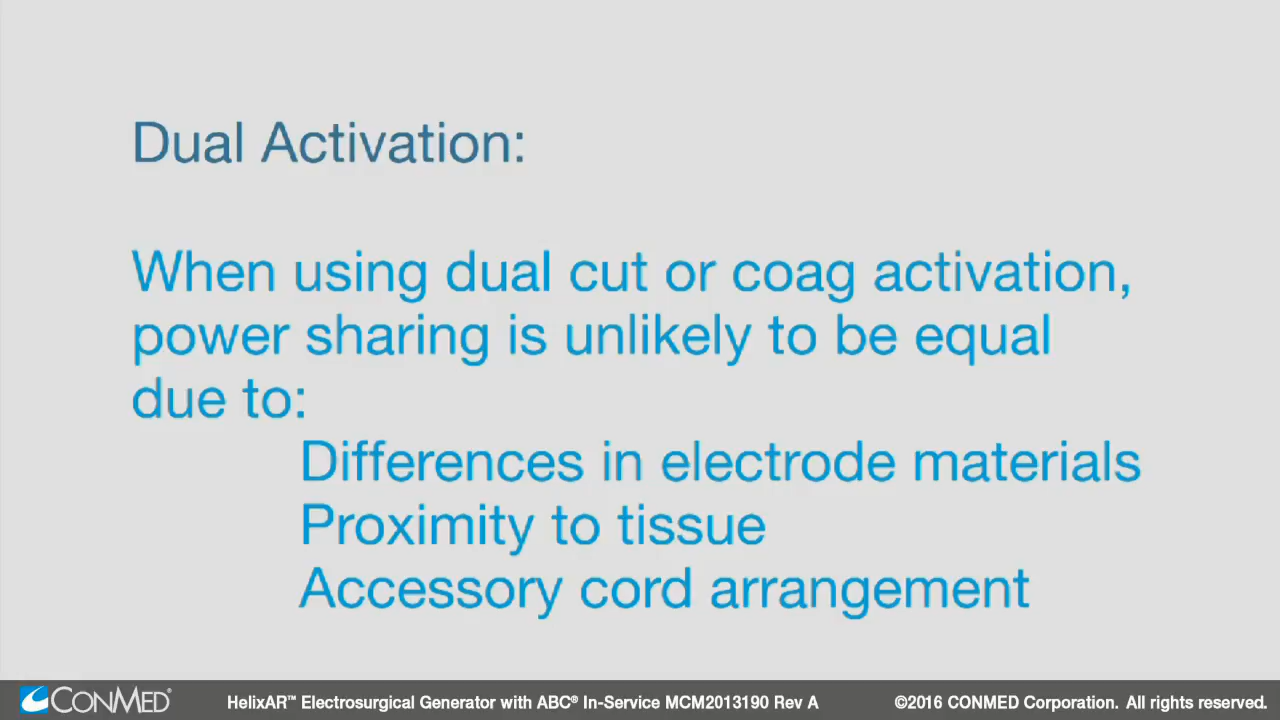 Dual Activation:
When using dual cut or coag activation,
power sharing is unlikely to be equal
due to:
Differences in electrode materials
Proximity to tissue
Accessory cord arrangement
CONMED® HelixAR™ Electrosurgical Generator with ABC® In-Service MCM2013190 Rev A ©2016 CONMED Corporation. All rights reserved.